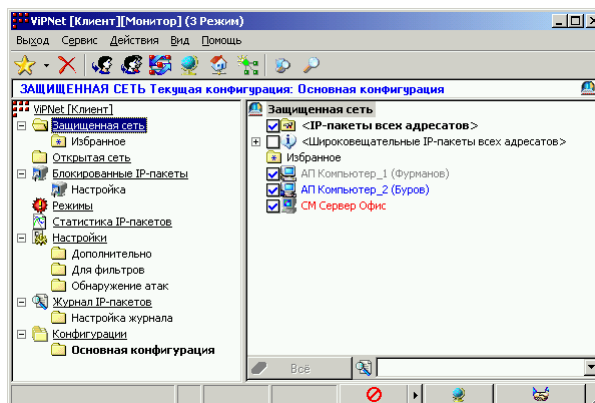 ViPNet [Клиент][Монитор] (3 Режим)
Выход Сервис Действия Вид Помощь
ЗАЩИЩЕННАЯ СЕТЬ Текущая конфигурация: Основная конфигурация
ViPNet [Клиент]
Защищенная сеть
Избранное
Открытая сеть
Блокированные IP-пакеты
Настройка
Режимы
Статистика IP-пакетов
Настройки
Дополнительно
Для фильтров
Обнаружение атак
Журнал IP-пакетов
Настройка журнала
Конфигурации
Основная конфигурация
Защищенная сеть
<IP-пакеты всех адресатов>
<Широковещательные IP-пакеты всех адресатов>
Избранное
АП Компьютер_1 (Фурманов)
АП Компьютер_2 (Буров)
СМ Сервер Офис
Всё